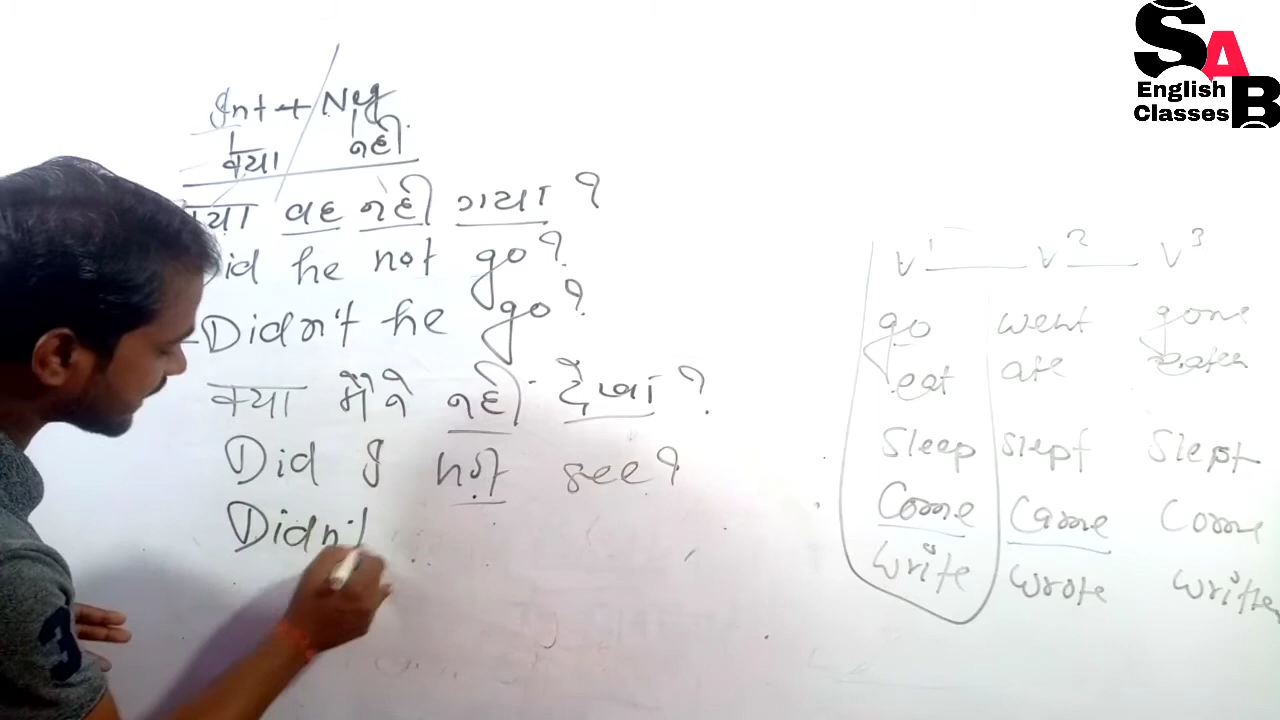 Int + Neg
क्या नही
क्या वह नही गया ?
Did he not go?
Didn't he go?
क्या मैंने नही देखा ?
Did I not see?
Didn't
V1 V2 V3
go went gone
eat ate eaten
Sleep slept Slept
Come Came Come
write wrote written
SAB
English
Classes